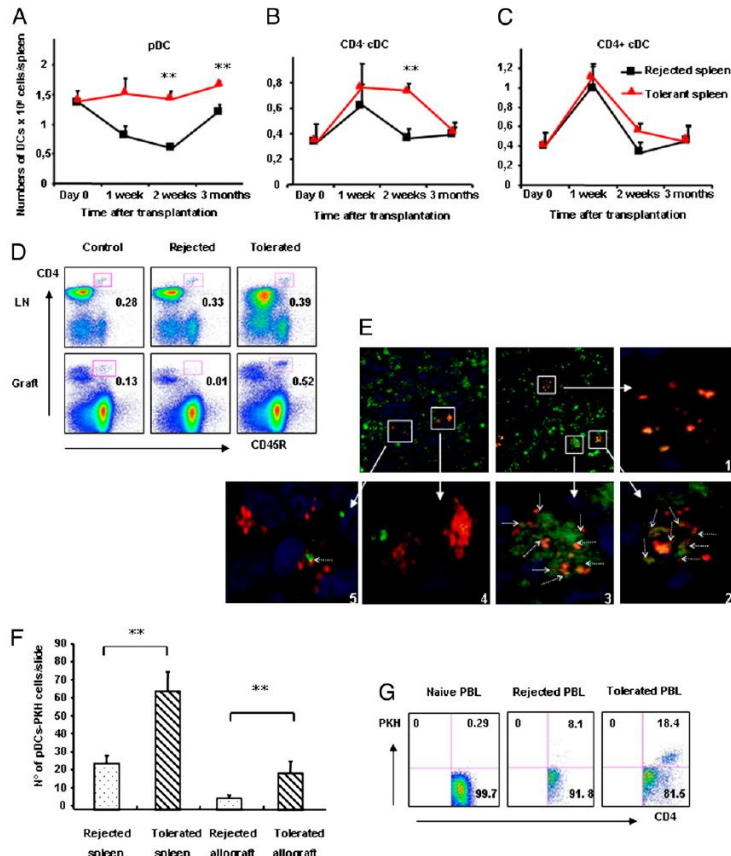 A
B
C
pDC
CD4⁻ cDC
CD4+ cDC
**
**
**
Rejected spleen
Tolerant spleen
Numbers of DCs x 10⁶ cells/spleen
2
1,5
1
0,5
0
0,8
0,6
0,4
0,2
0
1,2
1
0,8
0,6
0,4
0,2
0
Day 0 1 week 2 weeks 3 months
Day 0 1 week 2 weeks 3 months
Day 0 1 week 2 weeks 3 months
Time after transplantation
Time after transplantation
Time after transplantation
D
Control Rejected Tolerated
CD4
LN
0.28
0.33
0.39
Graft
0.13
0.01
0.52
CD45R
E
1
5
4
3
2
F
N° of pDCs-PKH cells/slide
90
80
70
60
50
40
30
20
10
0
**
**
Rejected spleen
Tolerated spleen
Rejected allograft
Tolerated allograft
G
Naive PBL Rejected PBL Tolerated PBL
PKH
0 0.29
0 8.1
0 18.4
99.7
91.8
81.5
CD4